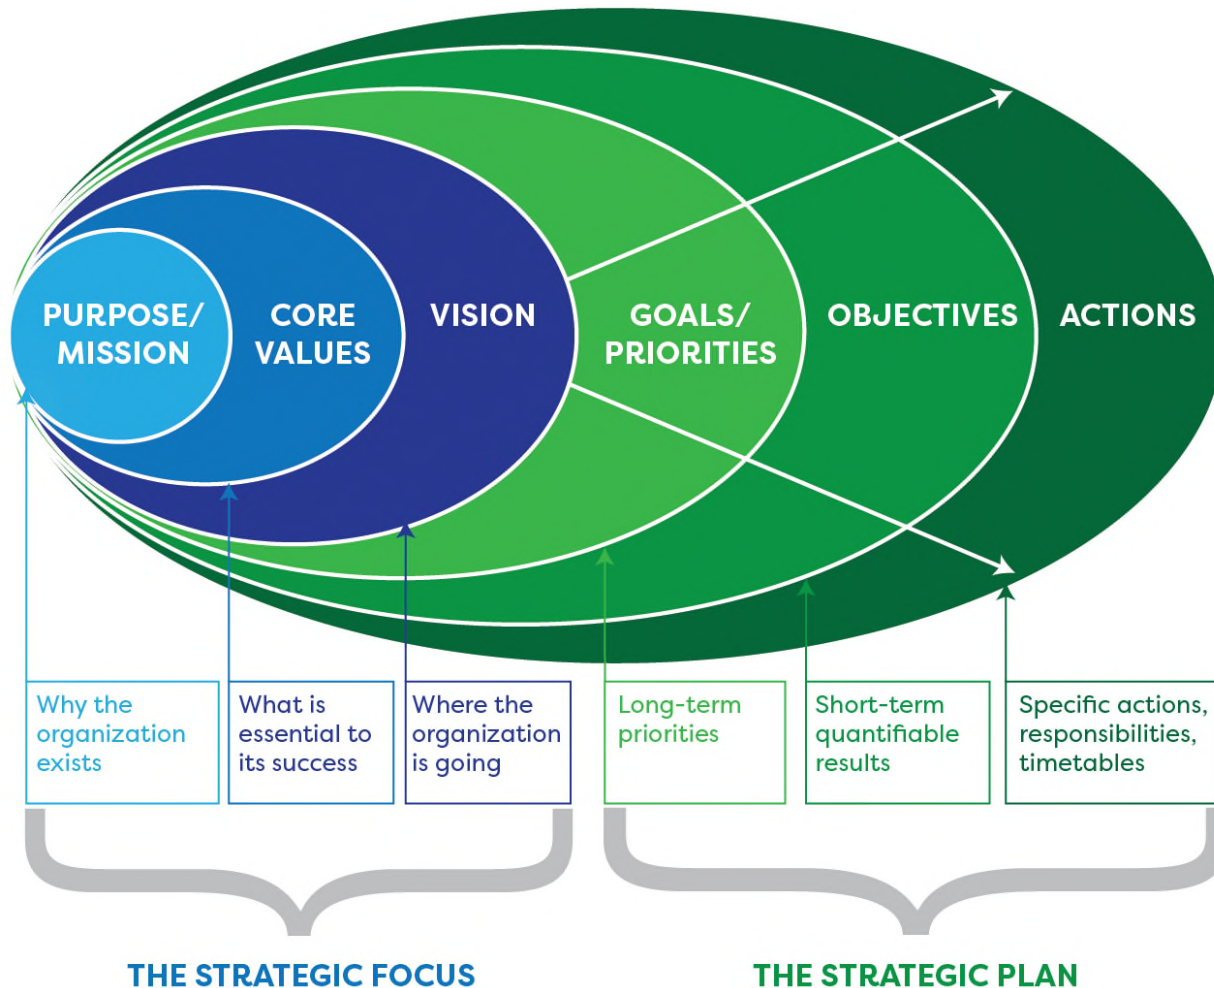 PURPOSE/
MISSION
CORE
VALUES
VISION
GOALS/
PRIORITIES
OBJECTIVES
ACTIONS
Why the
organization
exists
What is
essential to
its success
Where the
organization
is going
Long-term
priorities
Short-term
quantifiable
results
Specific actions,
responsibilities,
timetables
THE STRATEGIC FOCUS
THE STRATEGIC PLAN